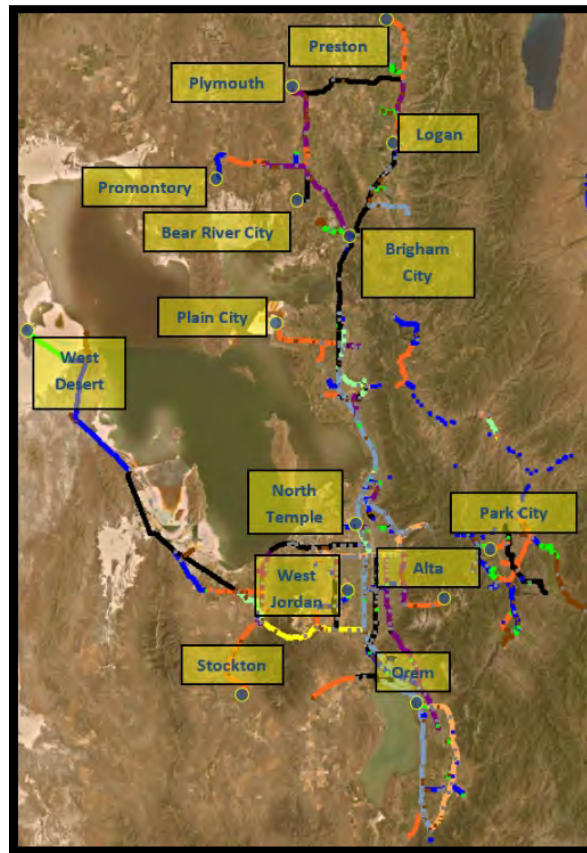 Preston
Plymouth
Logan
Promontory
Bear River City
Brigham
City
Plain City
West
Desert
North
Temple
Park City
West
Jordan
Alta
Stockton
Orem